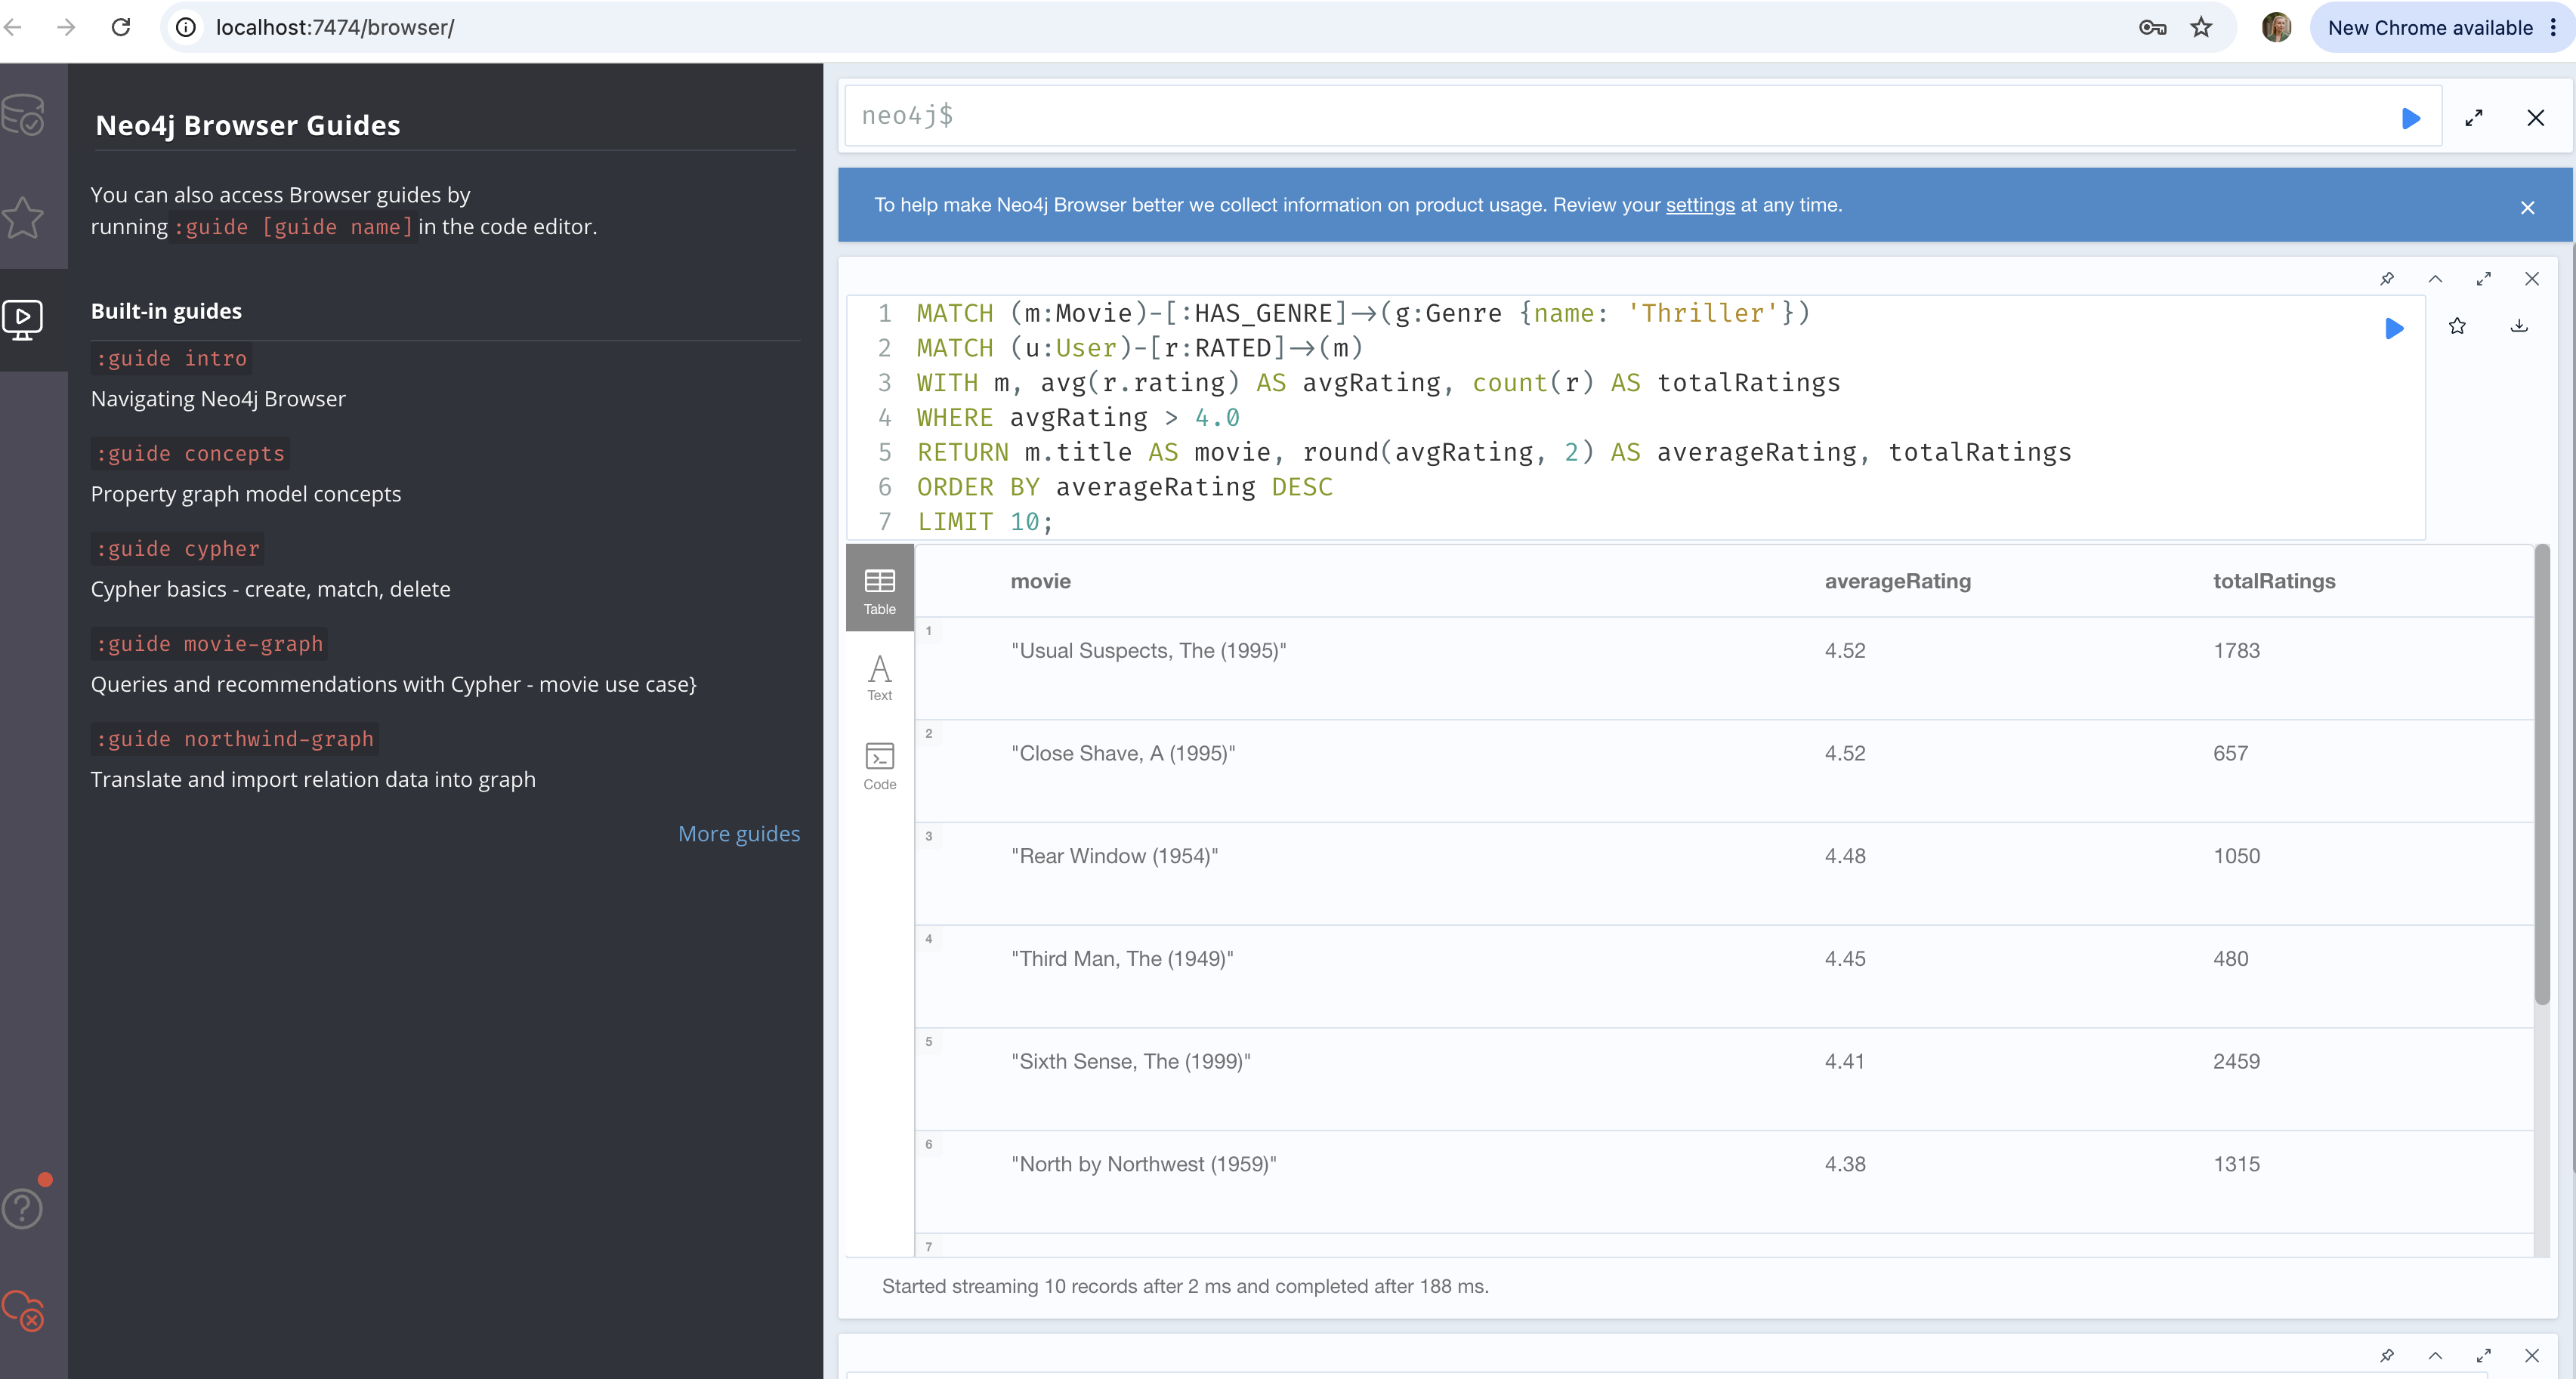 localhost:7474/browser/
New Chrome available
Neo4j Browser Guides
You can also access Browser guides by
running :guide [guide name] in the code editor.
Built-in guides
:guide intro
Navigating Neo4j Browser
:guide concepts
Property graph model concepts
:guide cypher
Cypher basics - create, match, delete
:guide movie-graph
Queries and recommendations with Cypher - movie use case}
:guide northwind-graph
Translate and import relation data into graph
More guides
neo4j$
To help make Neo4j Browser better we collect information on product usage. Review your settings at any time.
1 MATCH (m:Movie)-[:HAS_GENRE]->(g:Genre {name: 'Thriller'})
2 MATCH (u:User)-[r:RATED]->(m)
3 WITH m, avg(r.rating) AS avgRating, count(r) AS totalRatings
4 WHERE avgRating > 4.0
5 RETURN m.title AS movie, round(avgRating, 2) AS averageRating, totalRatings
6 ORDER BY averageRating DESC
7 LIMIT 10;
Table
Text
Code
movie averageRating totalRatings
1 "Usual Suspects, The (1995)" 4.52 1783
2 "Close Shave, A (1995)" 4.52 657
3 "Rear Window (1954)" 4.48 1050
4 "Third Man, The (1949)" 4.45 480
5 "Sixth Sense, The (1999)" 4.41 2459
6 "North by Northwest (1959)" 4.38 1315
7
Started streaming 10 records after 2 ms and completed after 188 ms.